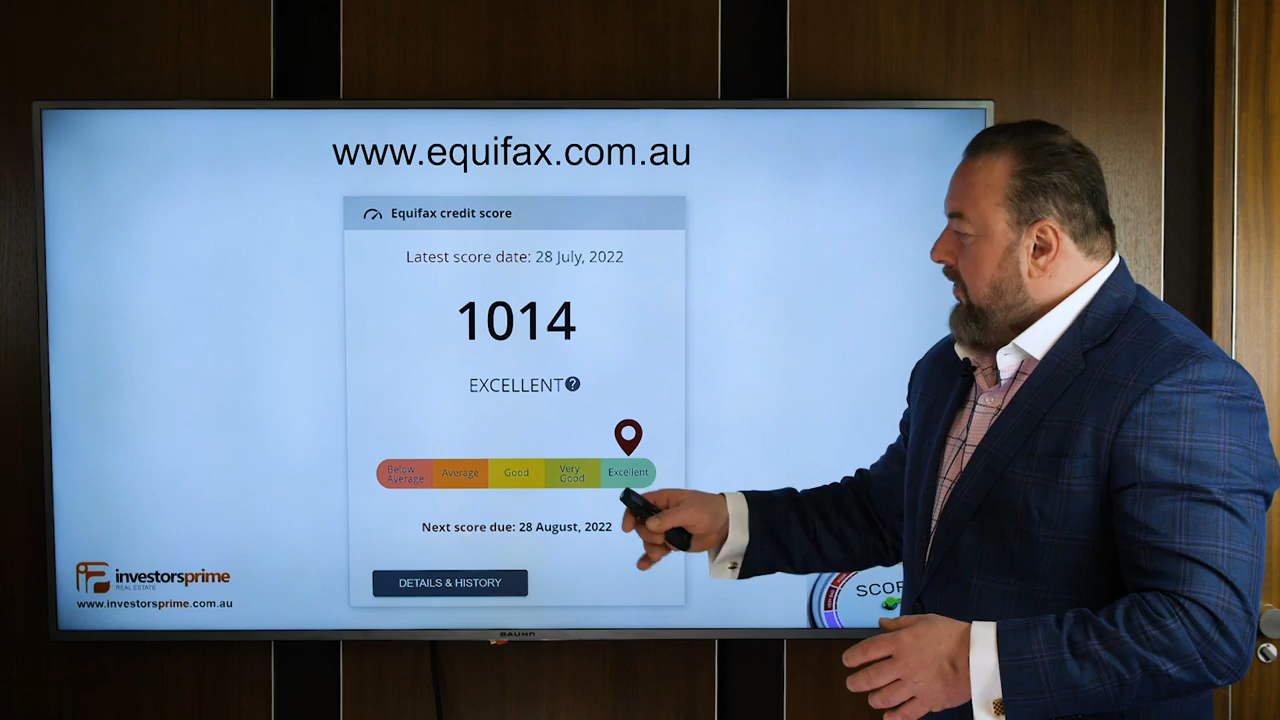 www.equifax.com.au
Equifax credit score
Latest score date: 28 July, 2022
1014
EXCELLENT?
Below Average
Average
Good
Very Good
Excellent
Next score due: 28 August, 2022
DETAILS & HISTORY
investorsprime
REAL ESTATE
www.investorsprime.com.au
SCOR
BAUHN